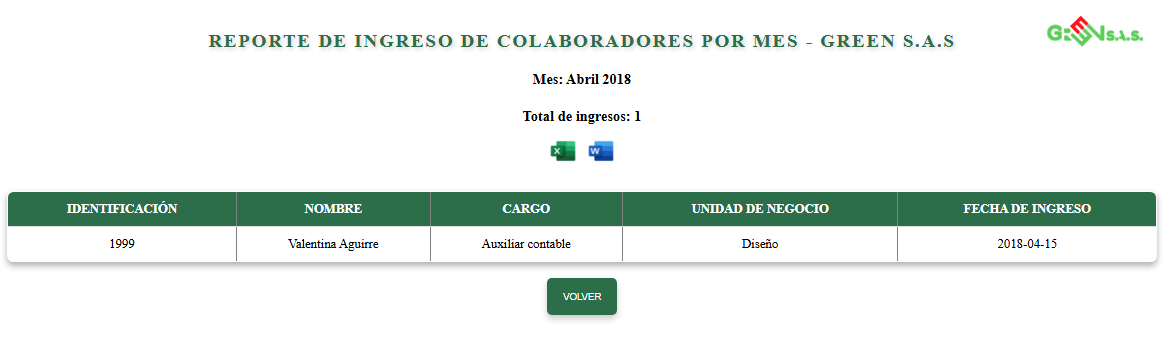 REPORTE DE INGRESO DE COLABORADORES POR MES - GREEN S.A.S
GREEN S.A.S.
Mes: Abril 2018
Total de ingresos: 1
X W
IDENTIFICACIÓN NOMBRE CARGO UNIDAD DE NEGOCIO FECHA DE INGRESO
1999 Valentina Aguirre Auxiliar contable Diseño 2018-04-15
VOLVER